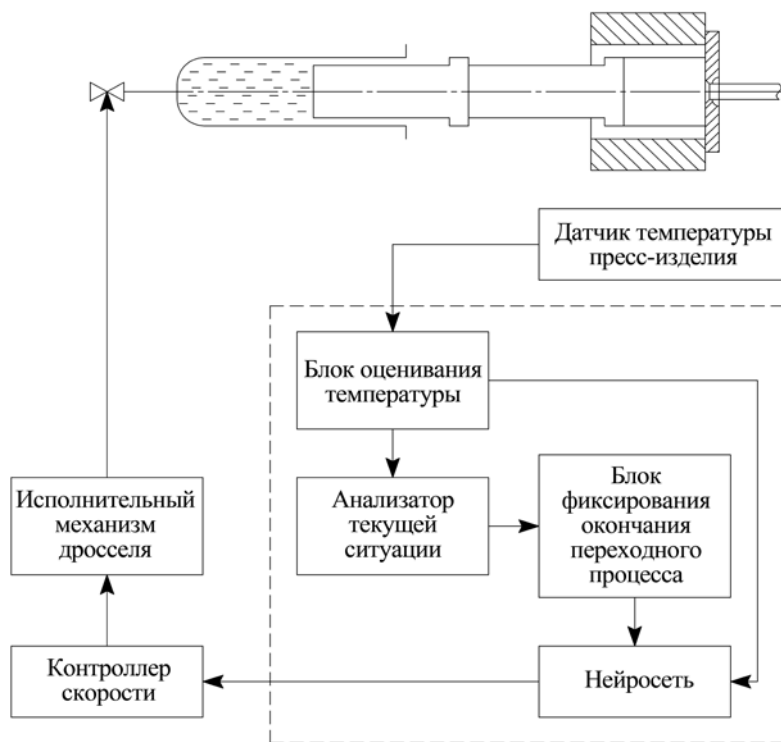 Датчик температуры
пресс-изделия
Блок оценивания
температуры
Анализатор
текущей
ситуации
Блок
фиксирования
окончания
переходного
процесса
Исполнительный
механизм
дросселя
Контроллер
скорости
Нейросеть